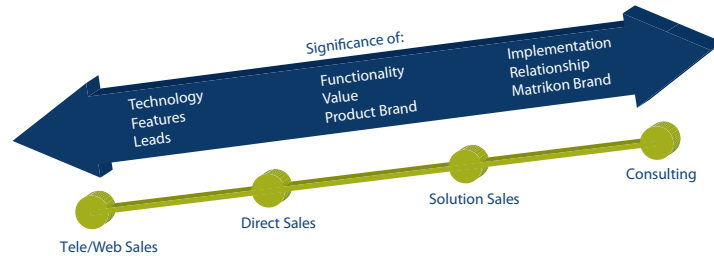 Significance of:
Technology
Features
Leads
Functionality
Value
Product Brand
Implementation
Relationship
Matrikon Brand
Tele/Web Sales
Direct Sales
Solution Sales
Consulting